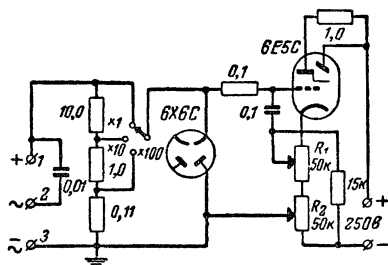 6E5C
1,0
0,1
6X6C
10,0
x1
0,1
+ 1
x10
x100
1,0
R₁
50к
15к
0,01
2
~
0,11
R₂
50к
+
250В
−
3